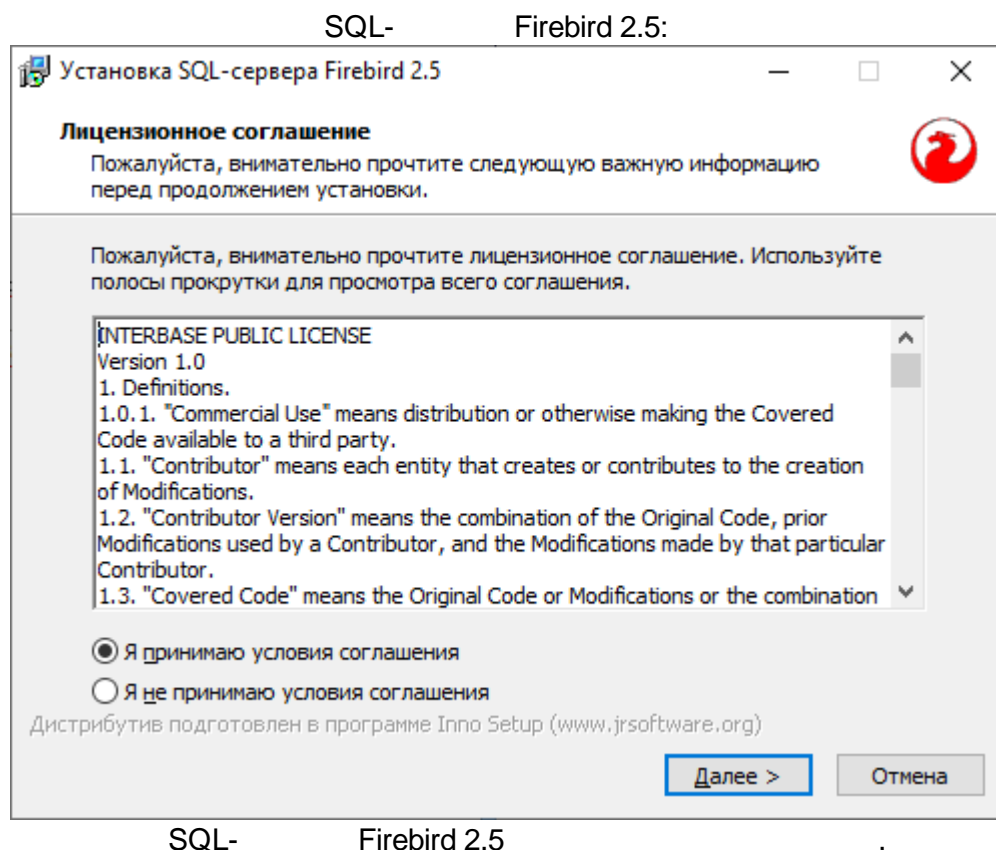 SQL- Firebird 2.5:
Установка SQL-сервера Firebird 2.5
Лицензионное соглашение
Пожалуйста, внимательно прочтите следующую важную информацию
перед продолжением установки.
Пожалуйста, внимательно прочтите лицензионное соглашение. Используйте
полосы прокрутки для просмотра всего соглашения.
INTERBASE PUBLIC LICENSE
Version 1.0
1. Definitions.
1.0.1. "Commercial Use" means distribution or otherwise making the Covered
Code available to a third party.
1.1. "Contributor" means each entity that creates or contributes to the creation
of Modifications.
1.2. "Contributor Version" means the combination of the Original Code, prior
Modifications used by a Contributor, and the Modifications made by that particular
Contributor.
1.3. "Covered Code" means the Original Code or Modifications or the combination
Я принимаю условия соглашения
Я не принимаю условия соглашения
Дистрибутив подготовлен в программе Inno Setup (www.jrsoftware.org)
Далее >
Отмена
SQL- Firebird 2.5 .